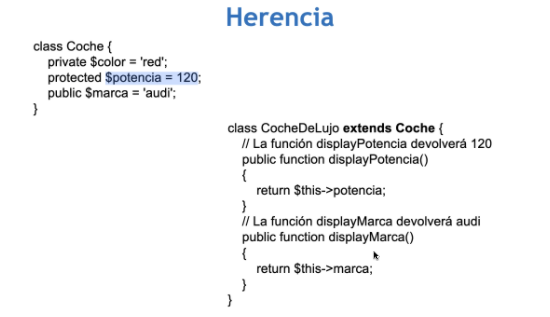 Herencia
class Coche {
private $color = 'red';
protected $potencia = 120;
public $marca = 'audi';
}
class CocheDeLujo extends Coche {
// La función displayPotencia devolverá 120
public function displayPotencia()
{
return $this->potencia;
}
// La función displayMarca devolverá audi
public function displayMarca()
{
return $this->marca;
}
}